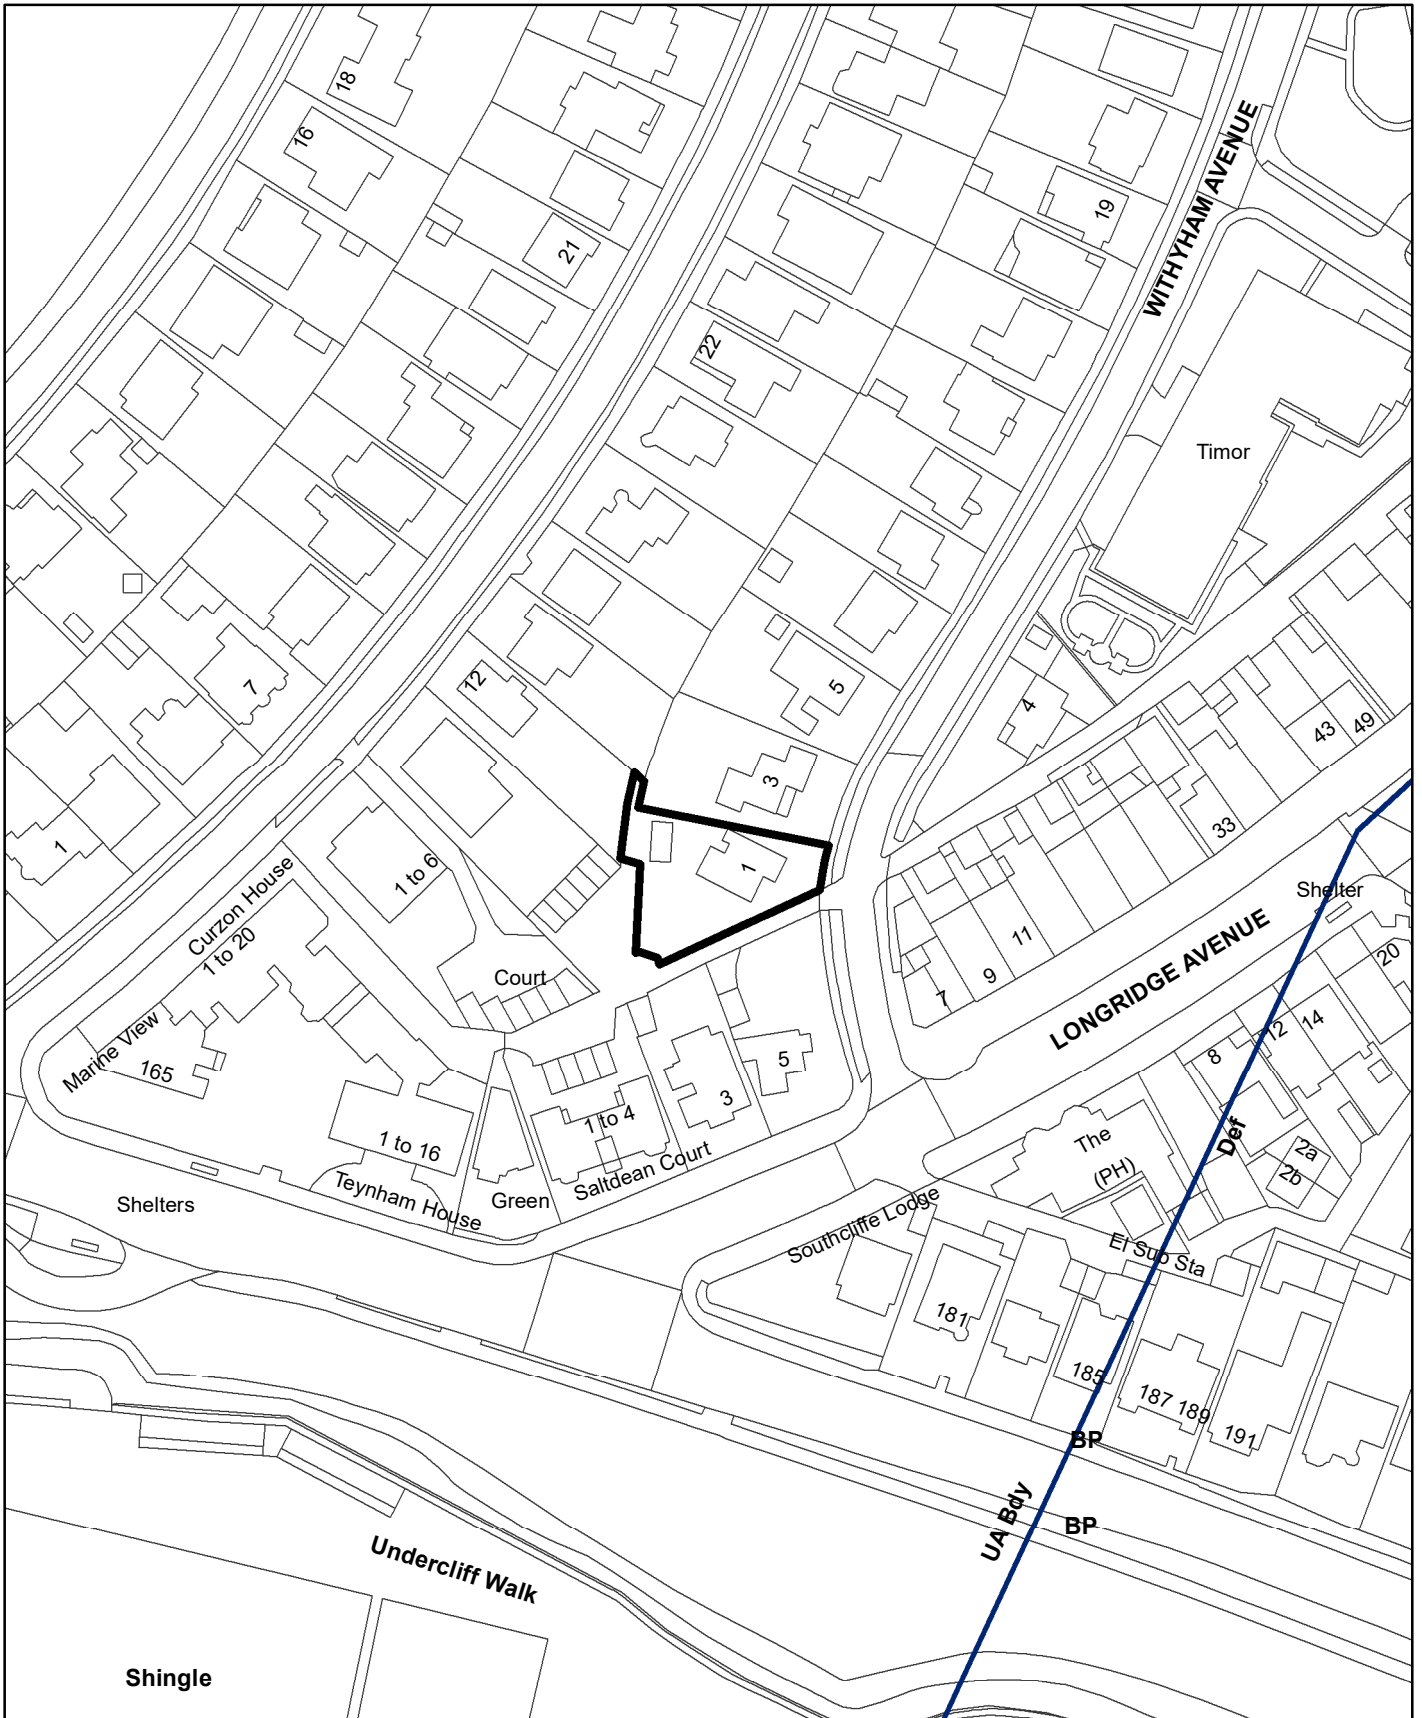 18
16
WITHYHAM AVENUE
19
21
22
Timor
7
12
5
4
3
43
49
1
1
33
1 to 6
Curzon House
1 to 20
Shelter
11
9
7
LONGRIDGE AVENUE
20
Court
Marine View
165
5
3
1 to 4
Saltdean Court
8
12
14
Def
1 to 16
Teynham House
Green
Shelters
The
(PH)
2a
2b
Southcliffe Lodge
El Sub Sta
181
185
187
189
191
BP
BP
UA Bdy
Undercliff Walk
Shingle